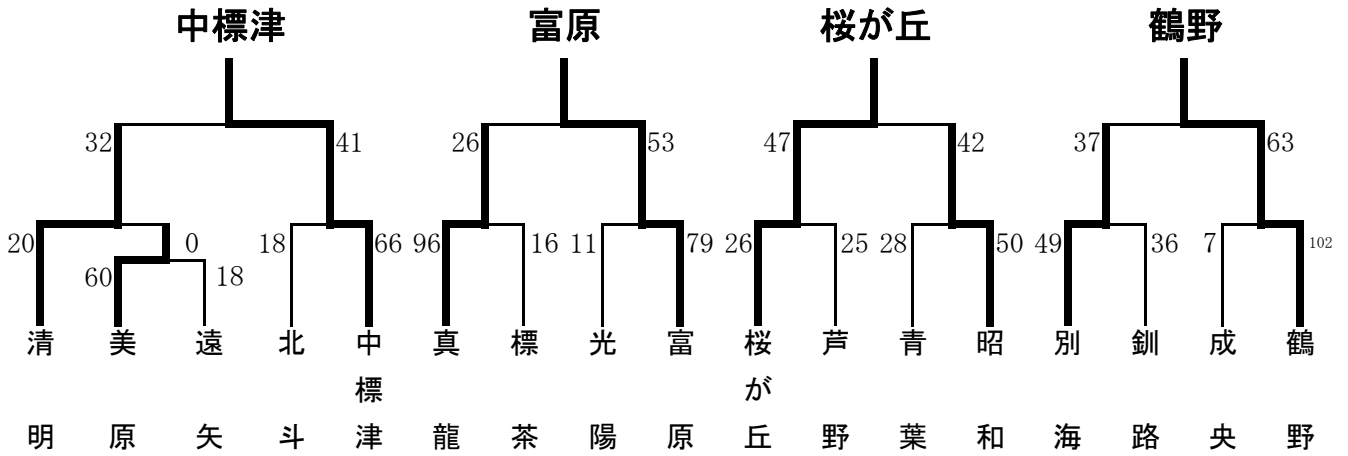 中標津 富原 桜が丘 鶴野
32 41 26 53 47 42 37 63
20 0 18 66 96 16 11 79 26 25 28 50 49 36 7 102
60 18
清明 美原 遠矢 北斗 中標津 真龍 標茶 光陽 富原 桜が丘 芦野 青葉 昭和 別海 釧路 成央 鶴野